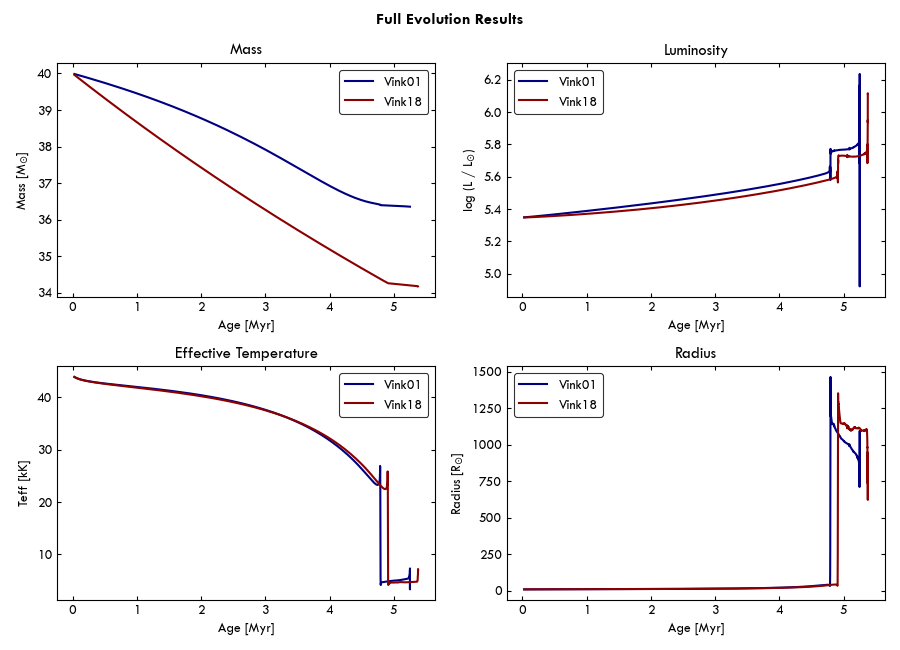 Full Evolution Results
Mass
Mass [M☉]
40
39
38
37
36
35
34
0 1 2 3 4 5
Age [Myr]
Vink01
Vink18
Luminosity
log (L / L☉)
6.2
6.0
5.8
5.6
5.4
5.2
5.0
0 1 2 3 4 5
Age [Myr]
Vink01
Vink18
Effective Temperature
Teff [kK]
40
30
20
10
0 1 2 3 4 5
Age [Myr]
Vink01
Vink18
Radius
Radius [R☉]
1500
1250
1000
750
500
250
0
0 1 2 3 4 5
Age [Myr]
Vink01
Vink18